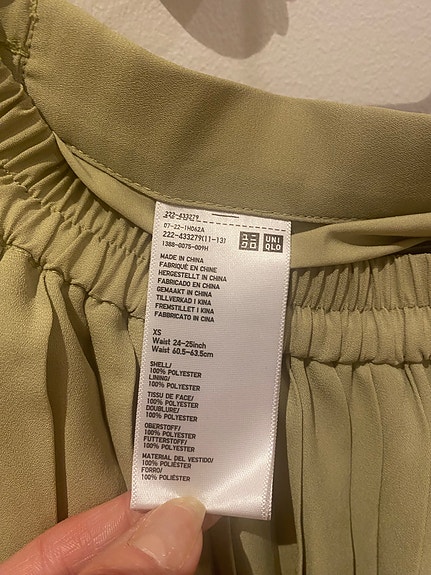 222-433279
07-22-1H062A
222-433279(11-13)
1388-0075-009H
UNI
QLO
MADE IN CHINA
FABRIQUÉ EN CHINE
HERGESTELLT IN CHINA
FABRICADO EN CHINA
GEMAAKT IN CHINA
TILLVERKAD I KINA
FREMSTILLET I KINA
FABBRICATO IN CINA
XS
Waist 24-25inch
Waist 60.5-63.5cm
SHELL/
100% POLYESTER
LINING/
100% POLYESTER
TISSU DE FACE/
100% POLYESTER
DOUBLURE/
100% POLYESTER
OBERSTOFF/
100% POLYESTER
FUTTERSTOFF/
100% POLYESTER
MATERIAL DEL VESTIDO/
100% POLIÉSTER
FORRO/
100% POLIÉSTER